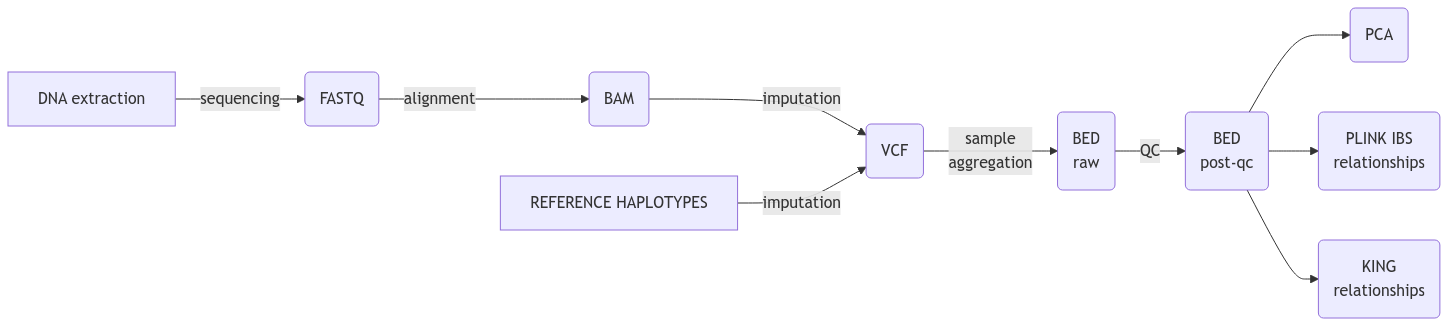 DNA extraction
sequencing
FASTQ
alignment
BAM
imputation
REFERENCE HAPLOTYPES
imputation
VCF
sample
aggregation
BED
raw
QC
BED
post-qc
PCA
PLINK IBS
relationships
KING
relationships